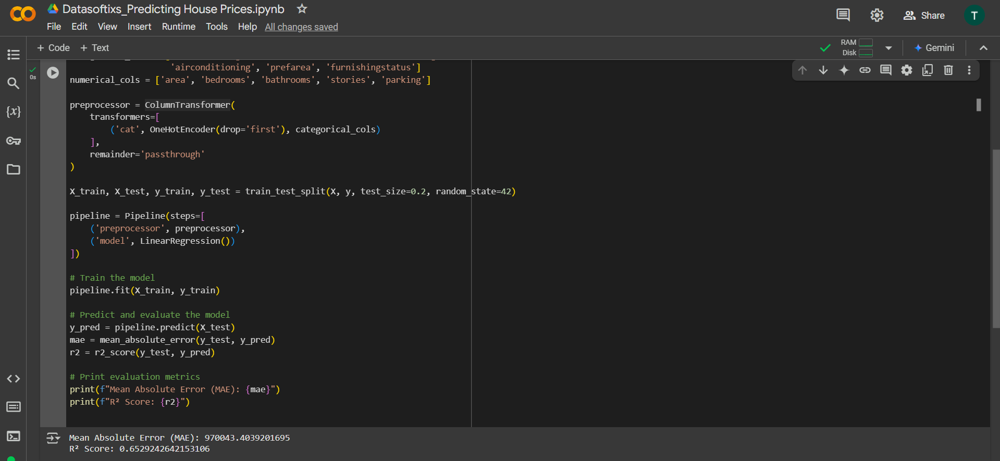 Datasoftixs_Predicting House Prices.ipynb
File Edit View Insert Runtime Tools Help All changes saved
Share
T
+ Code + Text
RAM
Disk
Gemini
0s
'airconditioning', 'prefarea', 'furnishingstatus']
numerical_cols = ['area', 'bedrooms', 'bathrooms', 'stories', 'parking']
preprocessor = ColumnTransformer(
transformers=[
('cat', OneHotEncoder(drop='first'), categorical_cols)
],
remainder='passthrough'
)
X_train, X_test, y_train, y_test = train_test_split(X, y, test_size=0.2, random_state=42)
pipeline = Pipeline(steps=[
('preprocessor', preprocessor),
('model', LinearRegression())
])
# Train the model
pipeline.fit(X_train, y_train)
# Predict and evaluate the model
y_pred = pipeline.predict(X_test)
mae = mean_absolute_error(y_test, y_pred)
r2 = r2_score(y_test, y_pred)
# Print evaluation metrics
print(f"Mean Absolute Error (MAE): {mae}")
print(f"R² Score: {r2}")
Mean Absolute Error (MAE): 970043.4039201695
R² Score: 0.6529242642153106